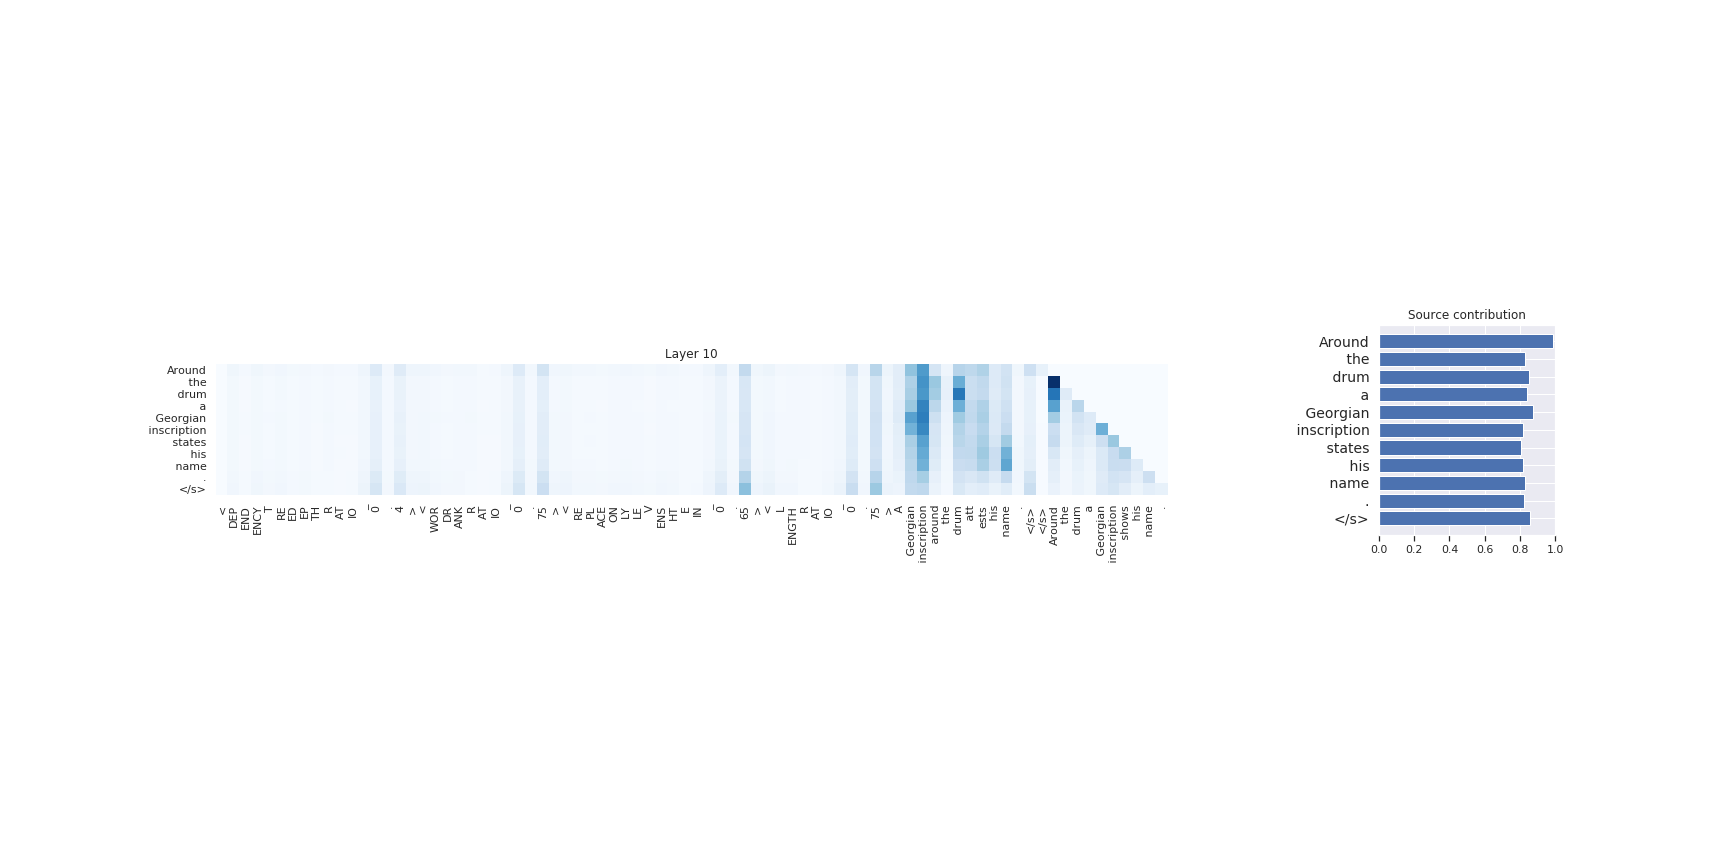 Layer 10
Around
the
drum
a
Georgian
inscription
states
his
name
.
</s>
< DEP END ENCY T RE ED EP TH R AT IO _ 0 . 4 > < WOR DR ANK R AT IO _ 0 . 75 > < RE PL ACE ON LY LE V ENS HT E IN _ 0 . 65 > < L ENGTH R AT IO _ 0 . 75 > A Georgian inscription around the drum att ests his name . </s> </s> Around the drum a Georgian inscription shows his name .
Source contribution
Around
the
drum
a
Georgian
inscription
states
his
name
.
</s>
0.0 0.2 0.4 0.6 0.8 1.0